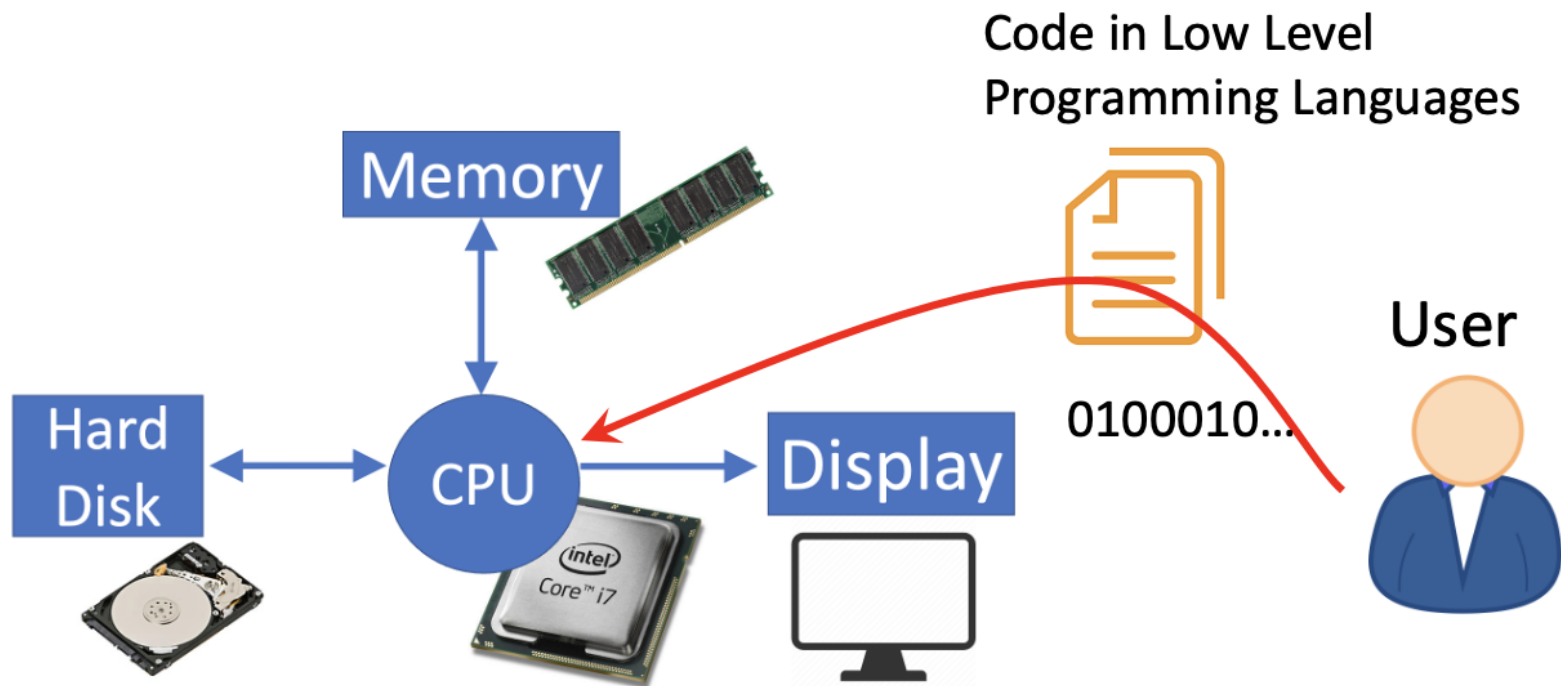 Code in Low Level
Programming Languages
Memory
User
Hard
Disk
CPU
Display
0100010...
intel
Core™ i7